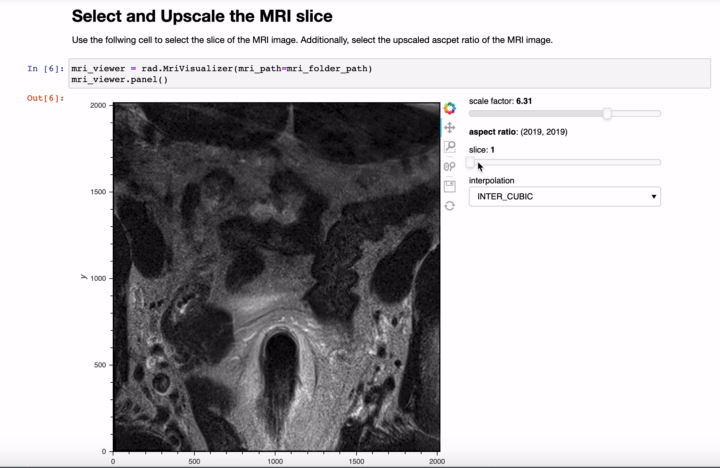 Select and Upscale the MRI slice
Use the follwing cell to select the slice of the MRI image. Additionally, select the upscaled ascpet ratio of the MRI image.
In [6]: mri_viewer = rad.MriVisualizer(mri_path=mri_folder_path)
mri_viewer.panel()
Out[6]:
scale factor: 6.31
aspect ratio: (2019, 2019)
slice: 1
interpolation
INTER_CUBIC
2000
1500
1000
500
0
y
0 500 1000 1500 2000